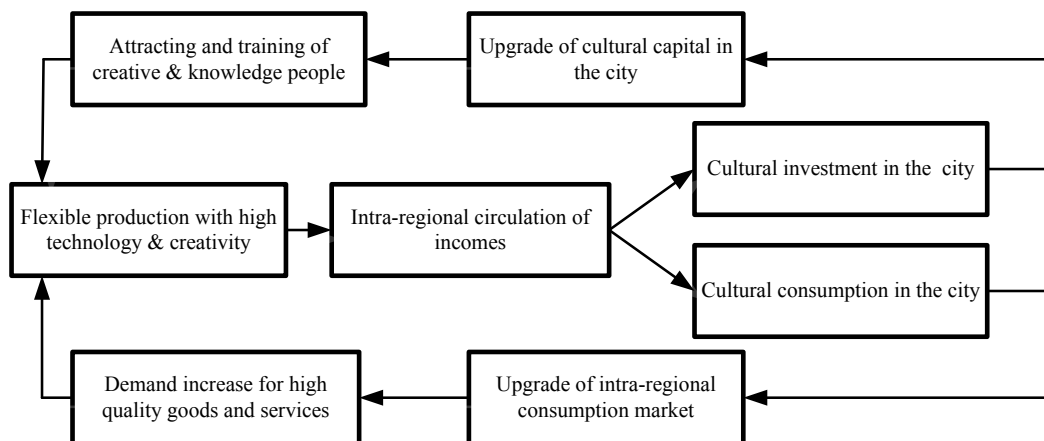 Attracting and training of
creative & knowledge people
Upgrade of cultural capital in
the city
Cultural investment in the city
Flexible production with high
technology & creativity
Intra-regional circulation of
incomes
Cultural consumption in the city
Demand increase for high
quality goods and services
Upgrade of intra-regional
consumption market